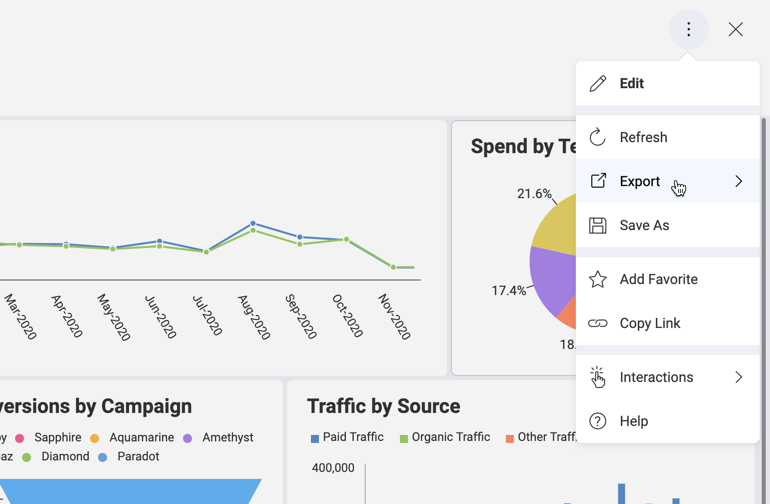 Edit
Refresh
Export
Save As
Add Favorite
Copy Link
Interactions
Help
Spend by Te
21.6%
17.4%
18.
Mar-2020
Apr-2020
May-2020
Jun-2020
Jul-2020
Aug-2020
Sep-2020
Oct-2020
Nov-2020
versions by Campaign
y Sapphire Aquamarine Amethyst
az Diamond Paradot
Traffic by Source
Paid Traffic Organic Traffic Other Traf
400,000